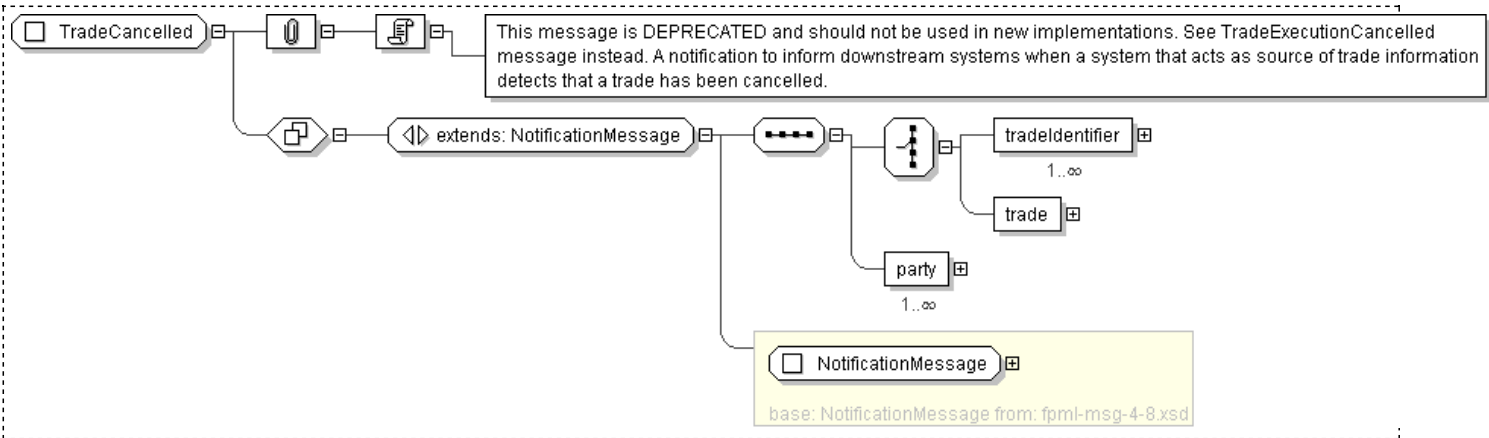 TradeCancelled
This message is DEPRECATED and should not be used in new implementations. See TradeExecutionCancelled
message instead. A notification to inform downstream systems when a system that acts as source of trade information
detects that a trade has been cancelled.
extends: NotificationMessage
tradeIdentifier
1..∞
trade
party
1..∞
NotificationMessage
base: NotificationMessage from: fpml-msg-4-8.xsd